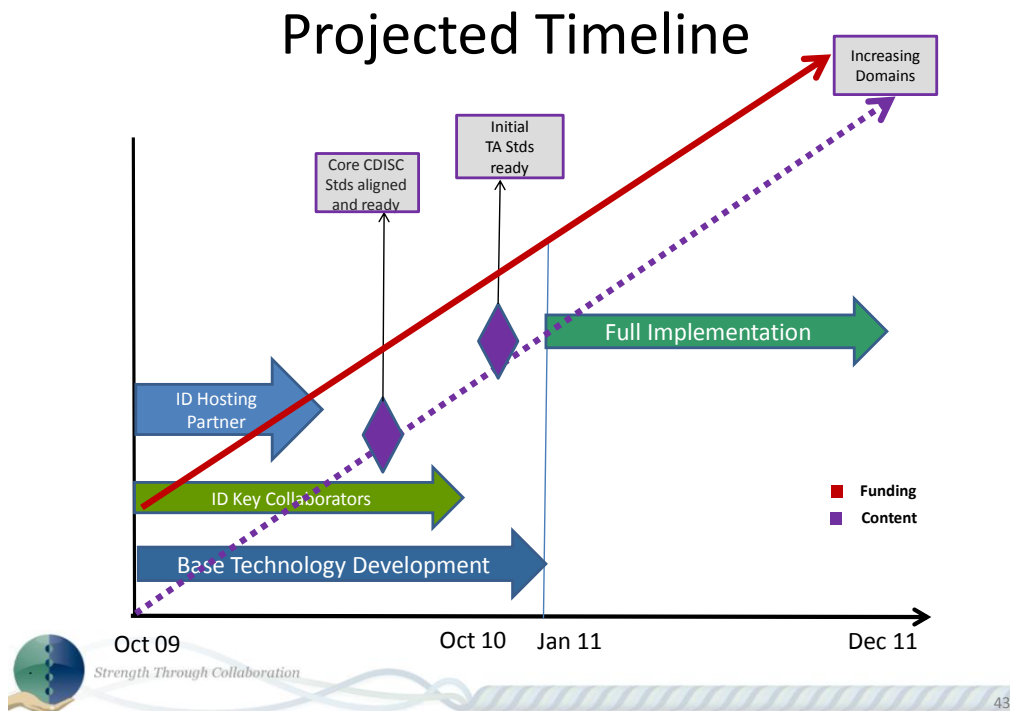 Projected Timeline
Increasing
Domains
Initial
TA Stds
ready
Core CDISC
Stds aligned
and ready
Full Implementation
ID Hosting
Partner
ID Key Collaborators
Funding
Content
Base Technology Development
Oct 09
Oct 10
Jan 11
Dec 11
Strength Through Collaboration
43